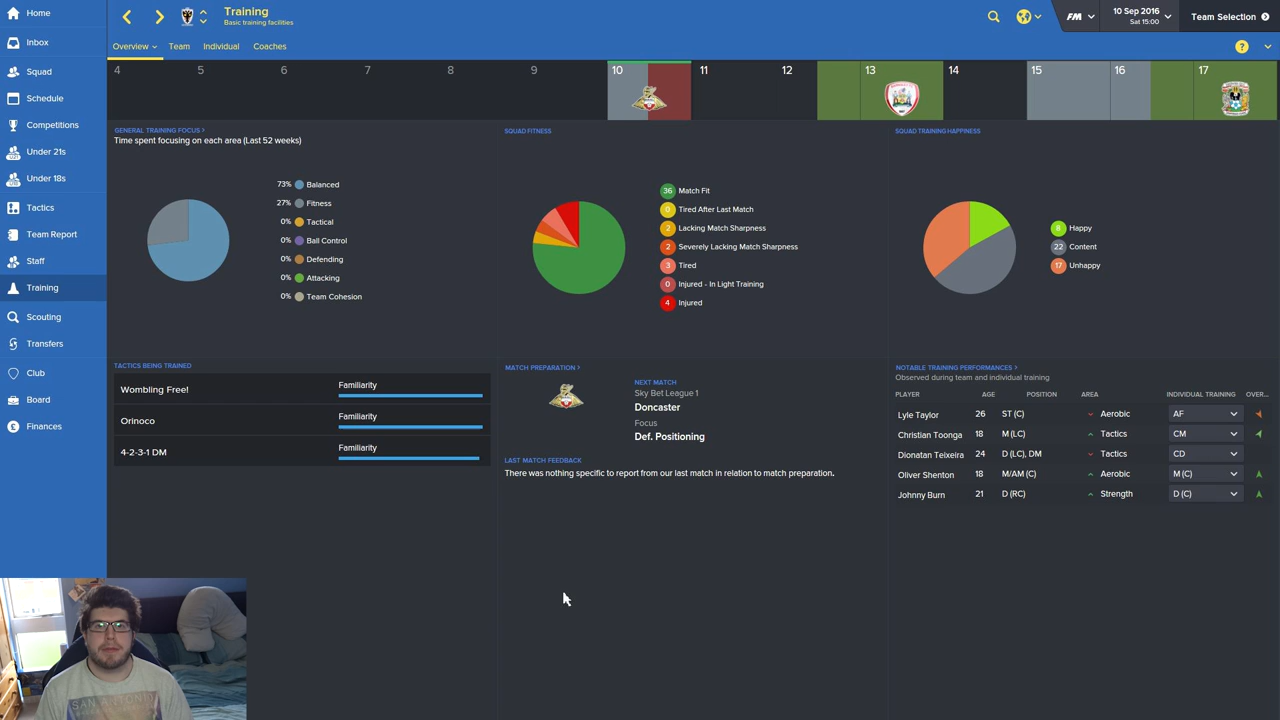 Home
Inbox
Squad
Schedule
Competitions
Under 21s
Under 18s
Tactics
Team Report
Staff
Training
Scouting
Transfers
Club
Board
Finances
Training
Basic training facilities
FM
10 Sep 2016
Sat 15:00
Team Selection
Overview
Team
Individual
Coaches
?
4 5 6 7 8 9 10 11 12 13 14 15 16 17
GENERAL TRAINING FOCUS >
Time spent focusing on each area (Last 52 weeks)
73% Balanced
27% Fitness
0% Tactical
0% Ball Control
0% Defending
0% Attacking
0% Team Cohesion
SQUAD FITNESS
36 Match Fit
0 Tired After Last Match
2 Lacking Match Sharpness
2 Severely Lacking Match Sharpness
3 Tired
0 Injured - In Light Training
4 Injured
SQUAD TRAINING HAPPINESS
8 Happy
22 Content
17 Unhappy
TACTICS BEING TRAINED
Wombling Free! Familiarity
Orinoco Familiarity
4-2-3-1 DM Familiarity
MATCH PREPARATION >
NEXT MATCH
Sky Bet League 1
Doncaster
Focus
Def. Positioning
LAST MATCH FEEDBACK
There was nothing specific to report from our last match in relation to match preparation.
NOTABLE TRAINING PERFORMANCES >
Observed during team and individual training
PLAYER AGE POSITION AREA INDIVIDUAL TRAINING OVER...
Lyle Taylor 26 ST (C) Aerobic AF
Christian Toonga 18 M (LC) Tactics CM
Dionatan Teixeira 24 D (LC), DM Tactics CD
Oliver Shenton 18 M/AM (C) Aerobic M (C)
Johnny Burn 21 D (RC) Strength D (C)